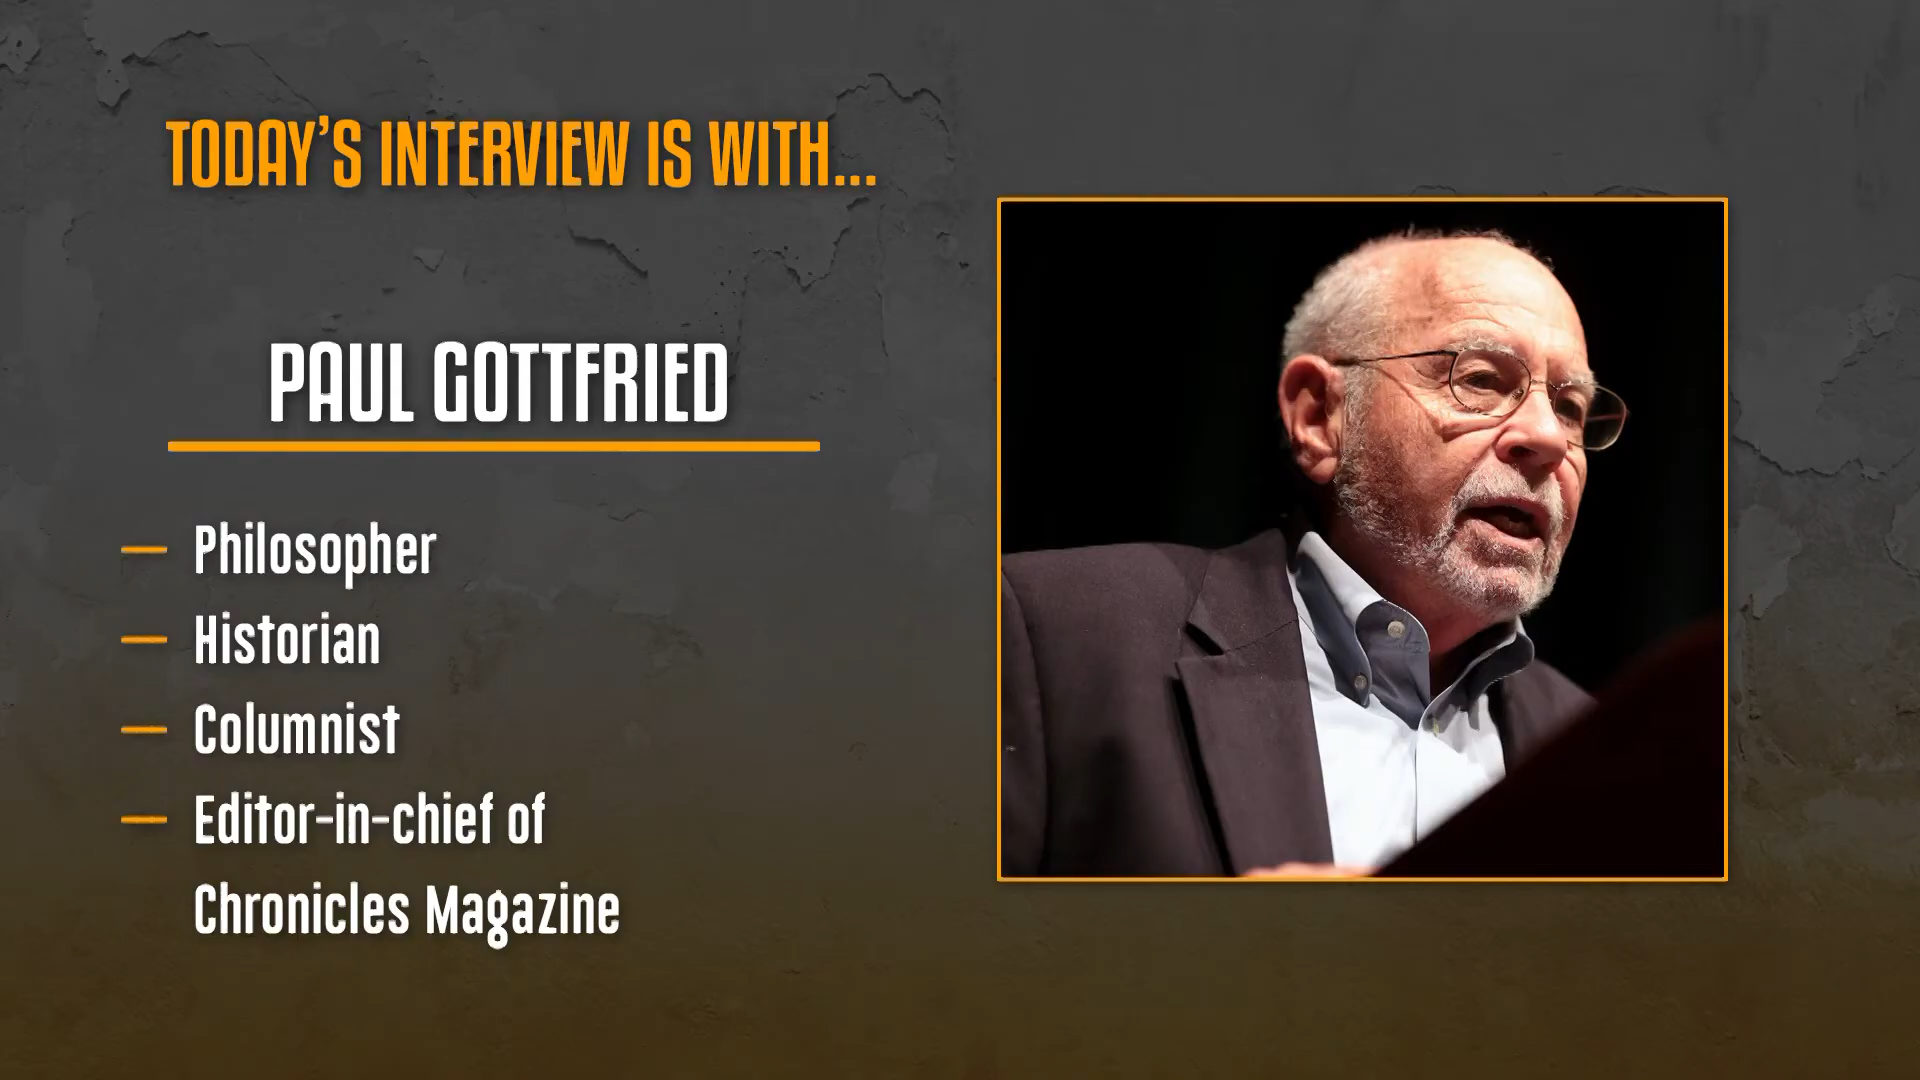 TODAY'S INTERVIEW IS WITH...
PAUL GOTTFRIED
— Philosopher
— Historian
— Columnist
— Editor-in-chief of
Chronicles Magazine